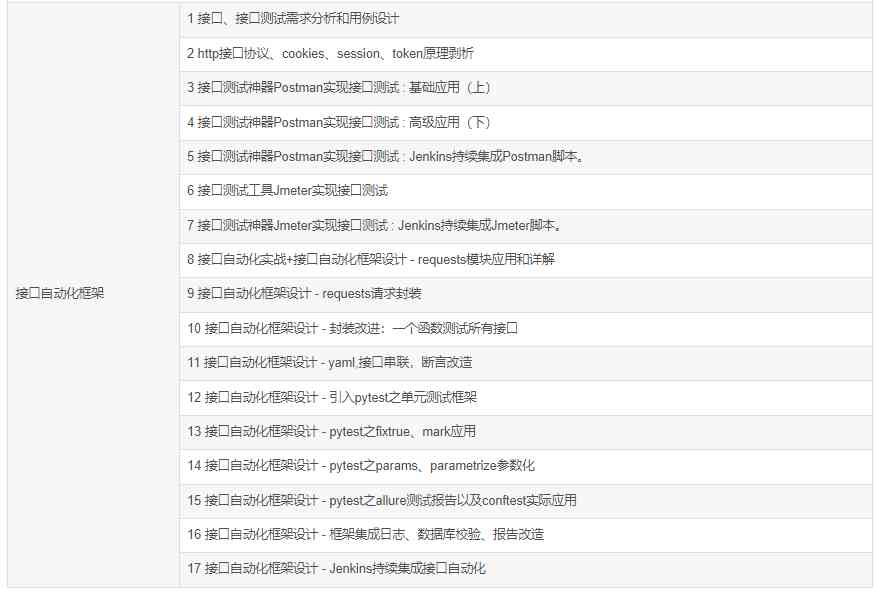 1 接口、接口测试需求分析和用例设计
2 http接口协议、cookies、session、token原理剥析
3 接口测试神器Postman实现接口测试 : 基础应用（上）
4 接口测试神器Postman实现接口测试 : 高级应用（下）
5 接口测试神器Postman实现接口测试 : Jenkins持续集成Postman脚本。
6 接口测试工具Jmeter实现接口测试
7 接口测试神器Jmeter实现接口测试 : Jenkins持续集成Jmeter脚本。
8 接口自动化实战+接口自动化框架设计 - requests模块应用和详解
接口自动化框架
9 接口自动化框架设计 - requests请求封装
10 接口自动化框架设计 - 封装改进：一个函数测试所有接口
11 接口自动化框架设计 - yaml,接口串联，断言改造
12 接口自动化框架设计 - 引入pytest之单元测试框架
13 接口自动化框架设计 - pytest之fixtrue、mark应用
14 接口自动化框架设计 - pytest之params、parametrize参数化
15 接口自动化框架设计 - pytest之allure测试报告以及conftest实际应用
16 接口自动化框架设计 - 框架集成日志、数据库校验、报告改造
17 接口自动化框架设计 - Jenkins持续集成接口自动化